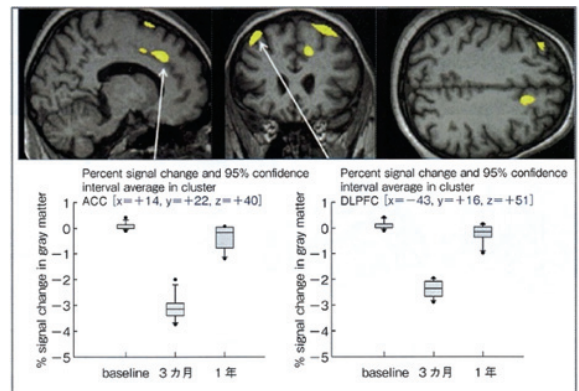 Percent signal change and 95% confidence
interval average in cluster
ACC [x=+14, y=+22, z=+40]
% signal change in gray matter
1
0
−1
−2
−3
−4
−5
baseline
3カ月
1年
Percent signal change and 95% confidence
interval average in cluster
DLPFC [x=−43, y=+16, z=+51]
% signal change in gray matter
1
0
−1
−2
−3
−4
−5
baseline
3カ月
1年